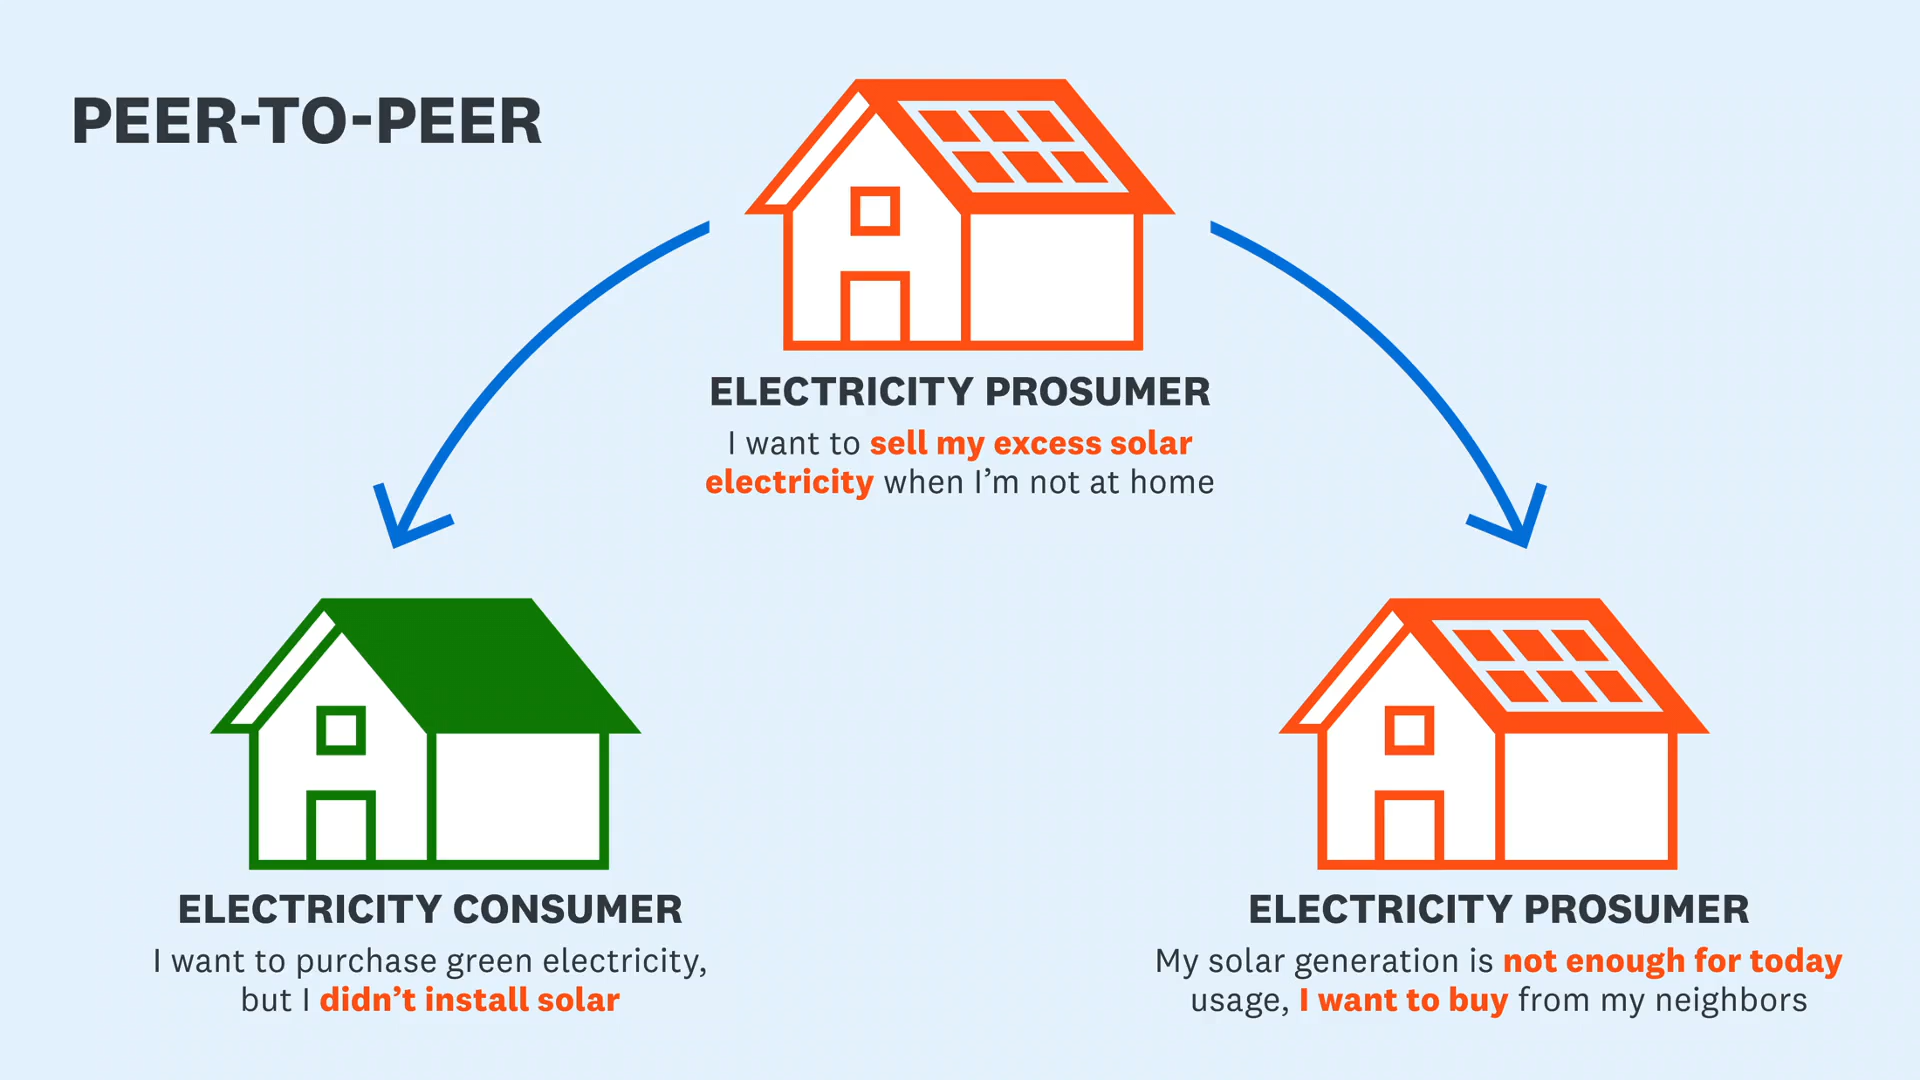 PEER-TO-PEER
ELECTRICITY PROSUMER
I want to sell my excess solar
electricity when I’m not at home
ELECTRICITY CONSUMER
I want to purchase green electricity,
but I didn’t install solar
ELECTRICITY PROSUMER
My solar generation is not enough for today
usage, I want to buy from my neighbors